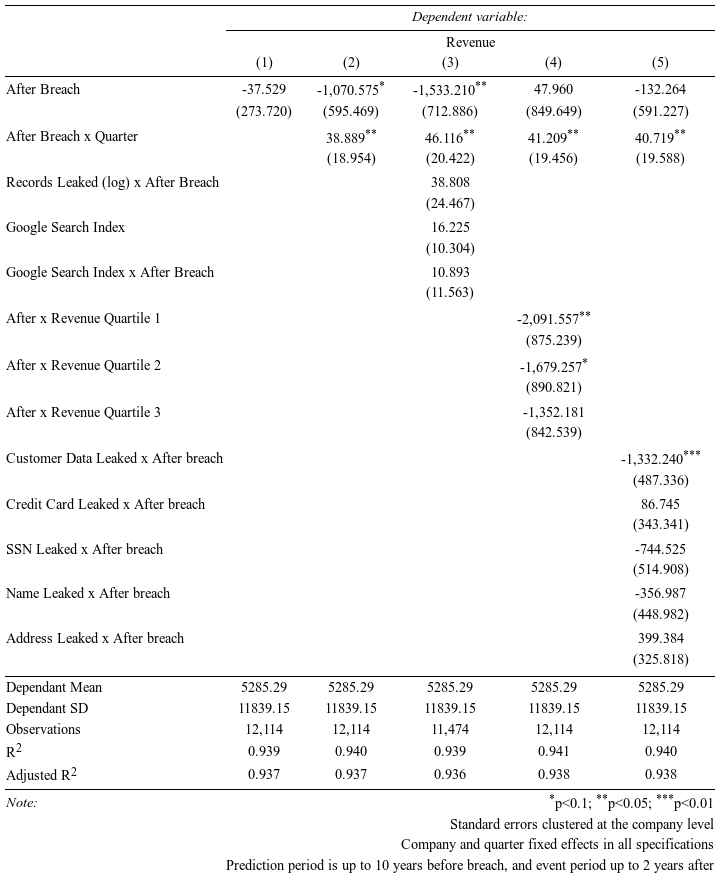 Dependent variable:
Revenue
(1) (2) (3) (4) (5)
After Breach -37.529 -1,070.575* -1,533.210** 47.960 -132.264
(273.720) (595.469) (712.886) (849.649) (591.227)
After Breach x Quarter 38.889** 46.116** 41.209** 40.719**
(18.954) (20.422) (19.456) (19.588)
Records Leaked (log) x After Breach 38.808
(24.467)
Google Search Index 16.225
(10.304)
Google Search Index x After Breach 10.893
(11.563)
After x Revenue Quartile 1 -2,091.557**
(875.239)
After x Revenue Quartile 2 -1,679.257*
(890.821)
After x Revenue Quartile 3 -1,352.181
(842.539)
Customer Data Leaked x After breach -1,332.240***
(487.336)
Credit Card Leaked x After breach 86.745
(343.341)
SSN Leaked x After breach -744.525
(514.908)
Name Leaked x After breach -356.987
(448.982)
Address Leaked x After breach 399.384
(325.818)
Dependant Mean 5285.29 5285.29 5285.29 5285.29 5285.29
Dependant SD 11839.15 11839.15 11839.15 11839.15 11839.15
Observations 12,114 12,114 11,474 12,114 12,114
R2 0.939 0.940 0.939 0.941 0.940
Adjusted R2 0.937 0.937 0.936 0.938 0.938
Note: *p<0.1; **p<0.05; ***p<0.01
Standard errors clustered at the company level
Company and quarter fixed effects in all specifications
Prediction period is up to 10 years before breach, and event period up to 2 years after